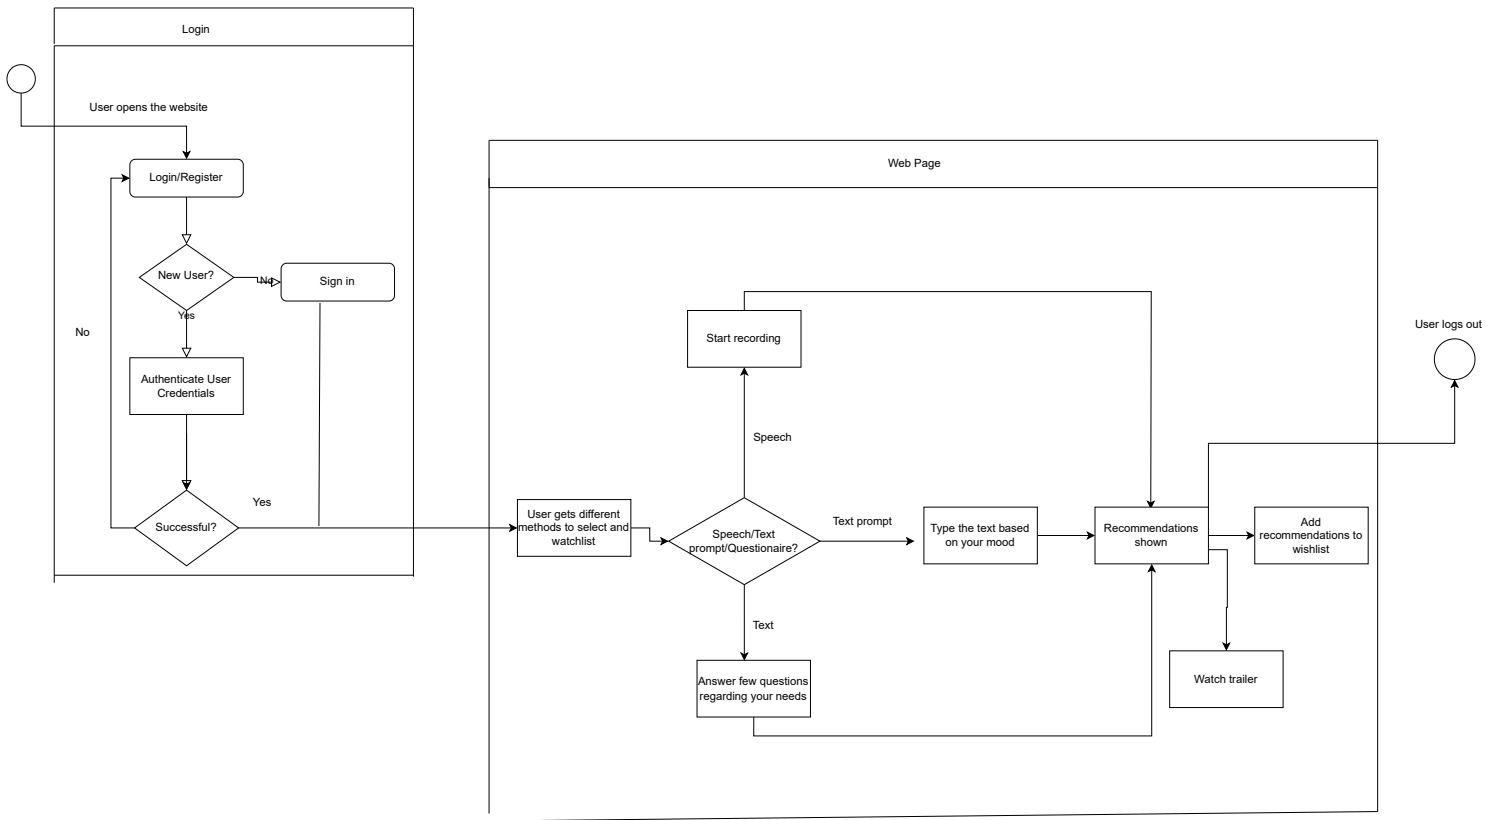 Login
User opens the website
Login/Register
New User?
No
Sign in
Yes
No
Authenticate User
Credentials
Successful?
Yes
Web Page
Start recording
Speech
User gets different
methods to select and
watchlist
Speech/Text
prompt/Questionaire?
Text prompt
Type the text based
on your mood
Recommendations
shown
Add
recommendations to
wishlist
Text
Answer few questions
regarding your needs
Watch trailer
User logs out